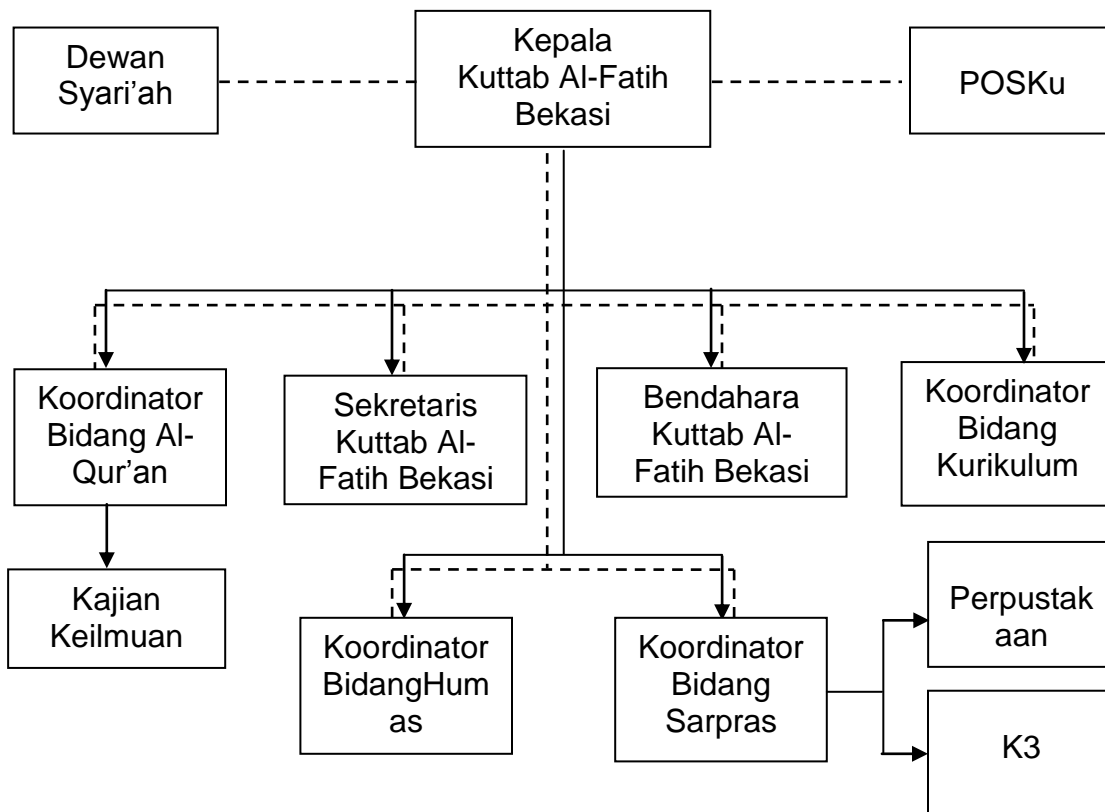 Dewan
Syari’ah
Kepala
Kuttab Al-Fatih
Bekasi
POSKu
Koordinator
Bidang Al-
Qur’an
Sekretaris
Kuttab Al-
Fatih Bekasi
Bendahara
Kuttab Al-
Fatih Bekasi
Koordinator
Bidang
Kurikulum
Kajian
Keilmuan
Koordinator
BidangHum
as
Koordinator
Bidang
Sarpras
Perpustak
aan
K3